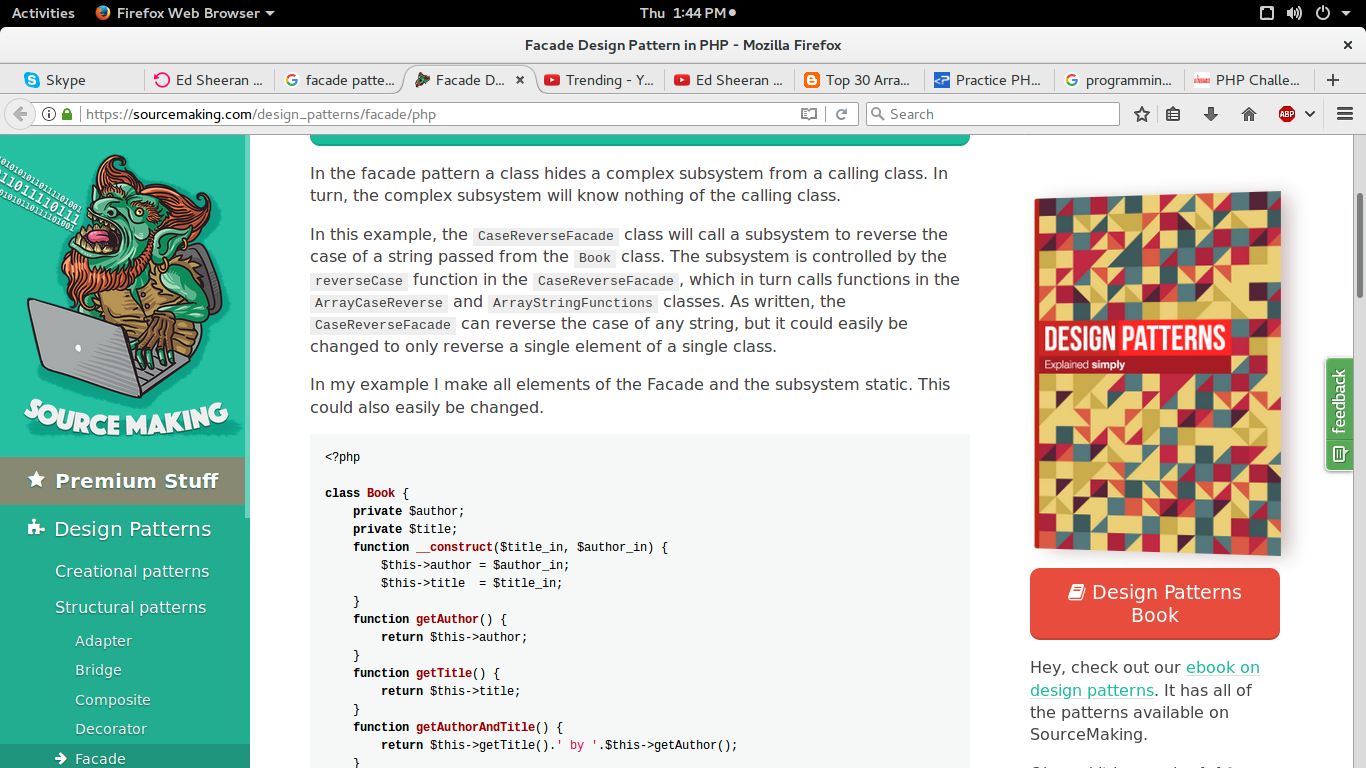 Activities Firefox Web Browser Thu 1:44 PM
Facade Design Pattern in PHP - Mozilla Firefox
Skype Ed Sheeran ... facade patte... Facade D... Trending - Y... Ed Sheeran ... Top 30 Arra... Practice PH... programmin... PHP Challe...
https://sourcemaking.com/design_patterns/facade/php Search ABP
SOURCE MAKING
Premium Stuff
Design Patterns
Creational patterns
Structural patterns
Adapter
Bridge
Composite
Decorator
Facade
In the facade pattern a class hides a complex subsystem from a calling class. In
turn, the complex subsystem will know nothing of the calling class.
In this example, the CaseReverseFacade class will call a subsystem to reverse the
case of a string passed from the Book class. The subsystem is controlled by the
reverseCase function in the CaseReverseFacade, which in turn calls functions in the
ArrayCaseReverse and ArrayStringFunctions classes. As written, the
CaseReverseFacade can reverse the case of any string, but it could easily be
changed to only reverse a single element of a single class.
In my example I make all elements of the Facade and the subsystem static. This
could also easily be changed.
<?php
class Book {
    private $author;
    private $title;
    function __construct($title_in, $author_in) {
        $this->author = $author_in;
        $this->title  = $title_in;
    }
    function getAuthor() {
        return $this->author;
    }
    function getTitle() {
        return $this->title;
    }
    function getAuthorAndTitle() {
        return $this->getTitle().' by '.$this->getAuthor();
    }
DESIGN PATTERNS
Explained simply
feedback
Design Patterns
Book
Hey, check out our ebook on
design patterns. It has all of
the patterns available on
SourceMaking.